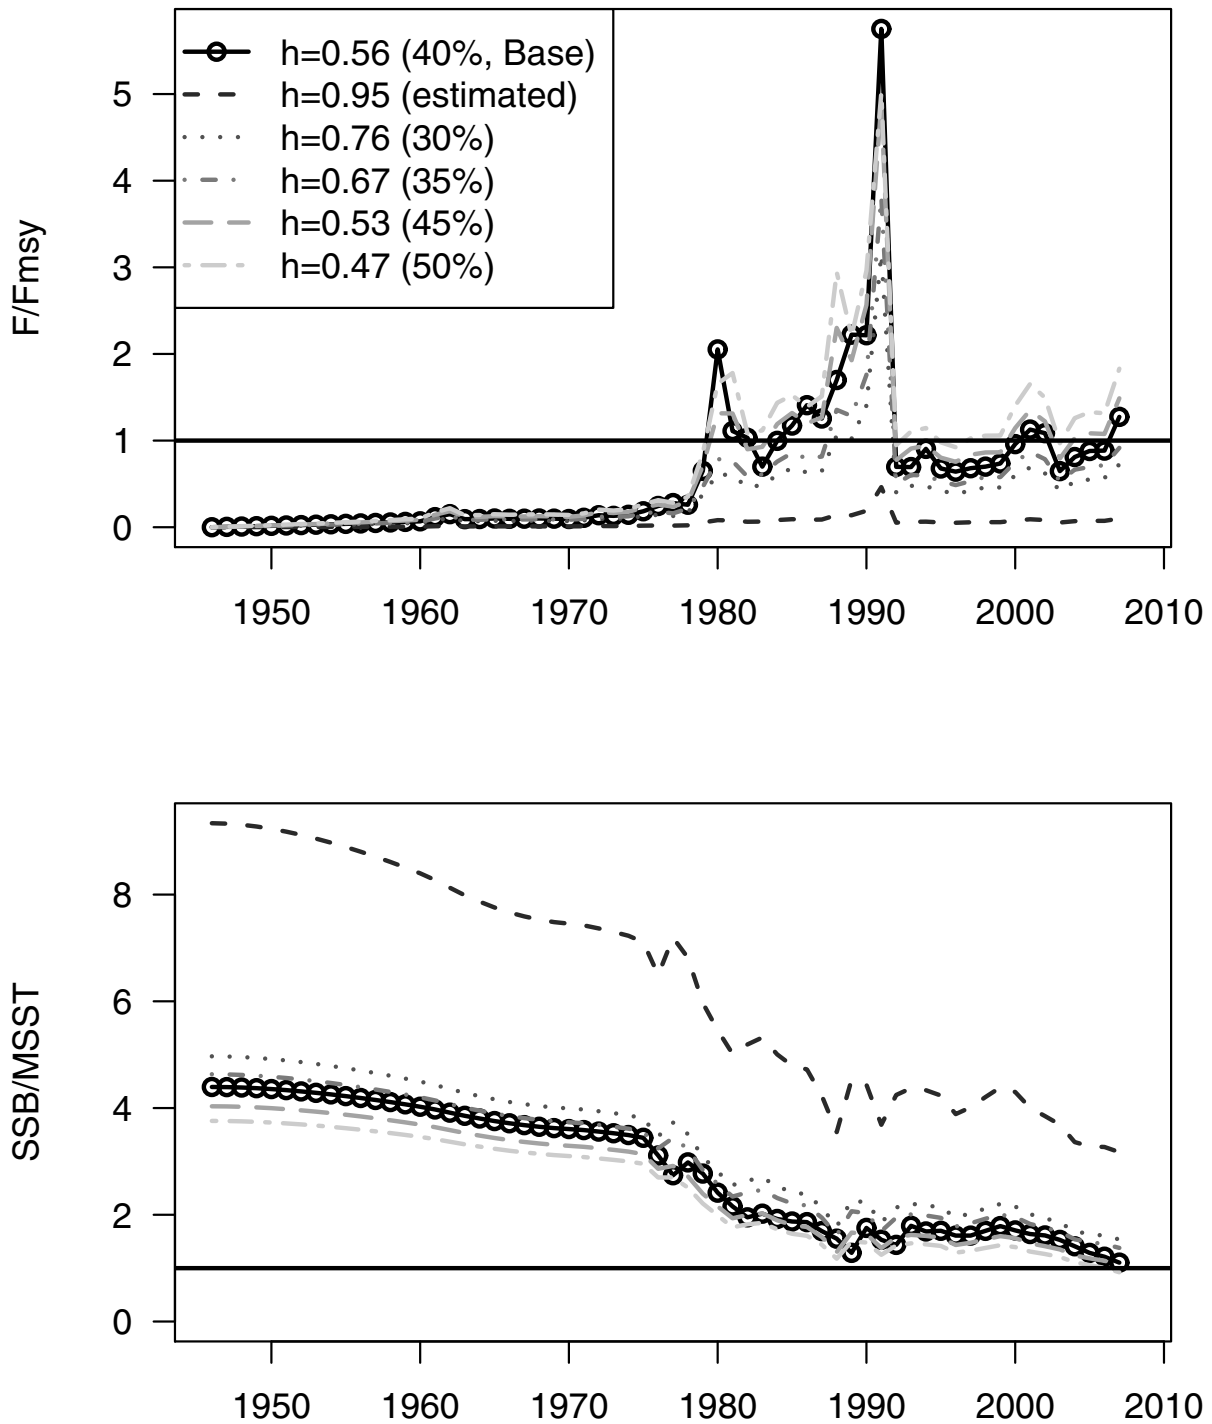 h=0.56 (40%, Base)
h=0.95 (estimated)
h=0.76 (30%)
h=0.67 (35%)
h=0.53 (45%)
h=0.47 (50%)
F/Fmsy
5
4
3
2
1
0
1950 1960 1970 1980 1990 2000 2010
SSB/MSST
8
6
4
2
0
1950 1960 1970 1980 1990 2000 2010